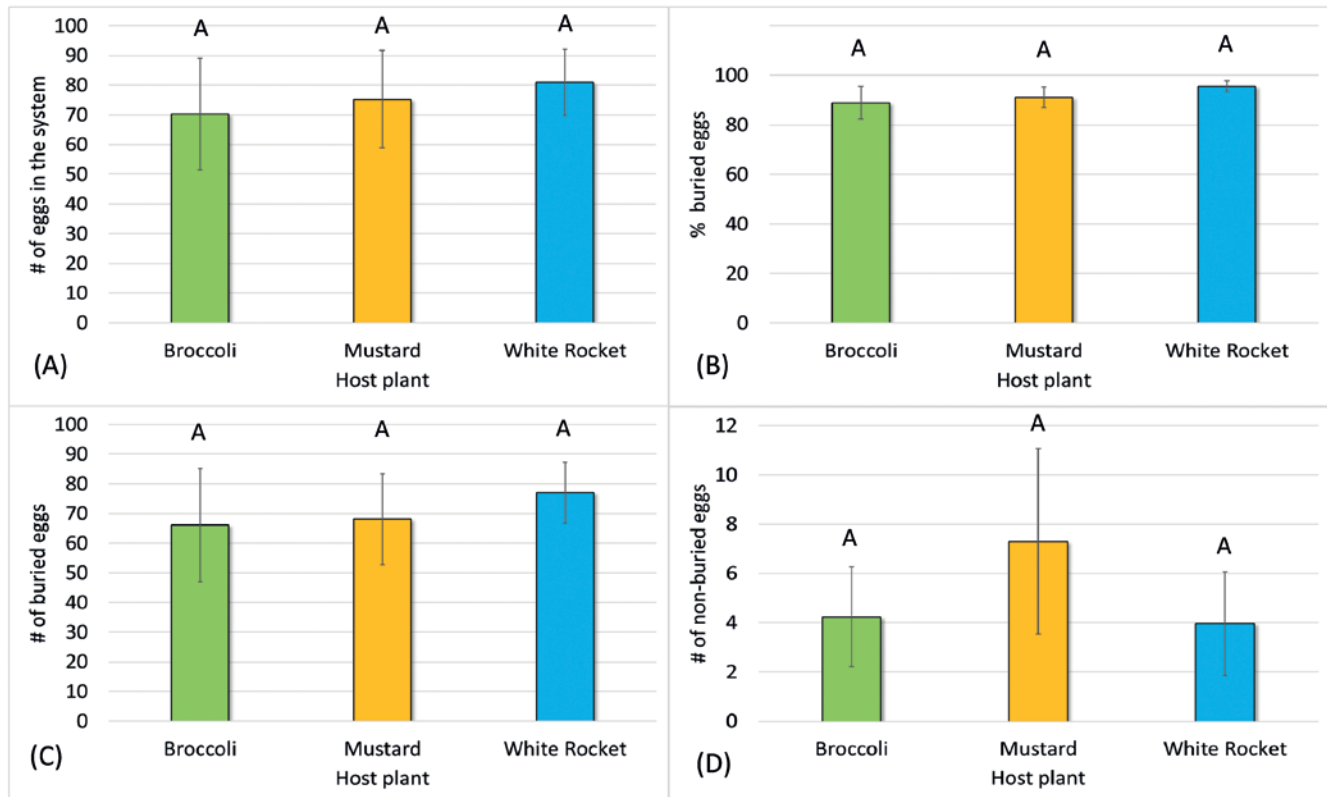 # of eggs in the system
100
90
80
70
60
50
40
30
20
10
0
A A A
Broccoli Mustard White Rocket
Host plant
(A)
% buried eggs
100
80
60
40
20
0
A A A
Broccoli Mustard White Rocket
Host plant
(B)
# of buried eggs
100
90
80
70
60
50
40
30
20
10
0
A A A
Broccoli Mustard White Rocket
Host plant
(C)
# of non-buried eggs
12
10
8
6
4
2
0
A A A
Broccoli Mustard White Rocket
Host plant
(D)